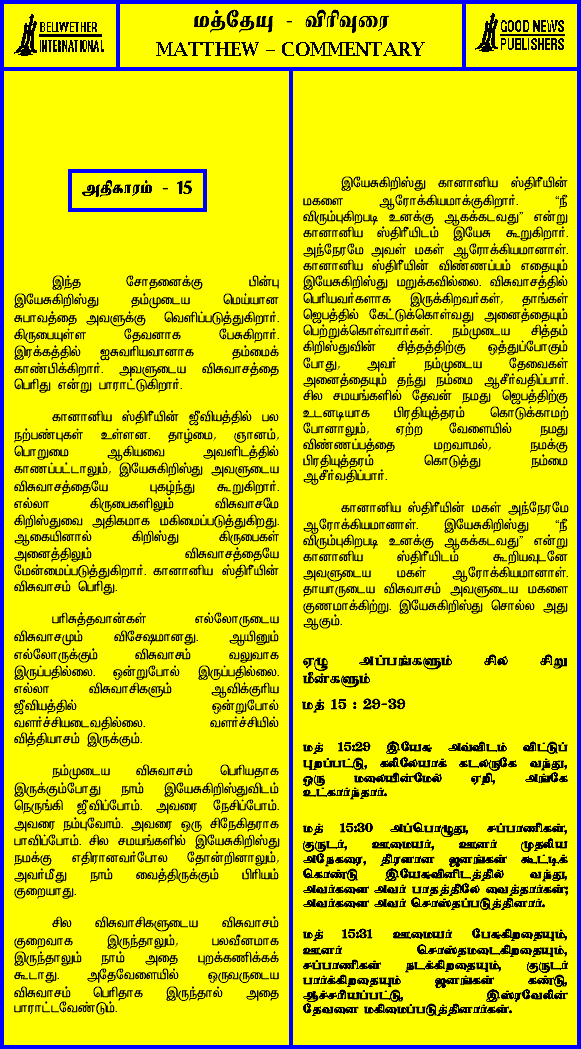 BELIWETHER
INTERNATIONAL
மத்தேயு - விரிவுரை
MATTHEW – COMMENTARY
GOOD NEWS
PUBLISHERS
அதிகாரம் - 15
இந்த சோதனைக்கு பின்பு
இயேசுகிறிஸ்து தம்முடைய மெய்யான
சுபாவத்தை அவளுக்கு வெளிப்படுத்துகிறார்.
கிருபையுள்ள தேவனாக பேசுகிறார்.
இரக்கத்தில் ஐசுவரியவானாக தம்மைக்
காண்பிக்கிறார். அவளுடைய விசுவாசத்தை
பெரிது என்று பாராட்டுகிறார்.
கானானிய ஸ்திரீயின் ஜீவியத்தில் பல
நற்பண்புகள் உள்ளன. தாழ்மை, ஞானம்,
பொறுமை ஆகியவை அவளிடத்தில்
காணப்பட்டாலும், இயேசுகிறிஸ்து அவளுடைய
விசுவாசத்தையே புகழ்ந்து கூறுகிறார்.
எல்லா கிருபைகளிலும் விசுவாசமே
கிறிஸ்துவை அதிகமாக மகிமைப்படுத்துகிறது.
ஆகையினால் கிறிஸ்து கிருபைகள்
அனைத்திலும் விசுவாசத்தையே
மேன்மைப்படுத்துகிறார். கானானிய ஸ்திரீயின்
விசுவாசம் பெரிது.
பரிசுத்தவான்கள் எல்லோருடைய
விசுவாசமும் விசேஷமானது. ஆயினும்
எல்லோருக்கும் விசுவாசம் வலுவாக
இருப்பதில்லை. ஒன்றுபோல் இருப்பதில்லை.
எல்லா விசுவாசிகளும் ஆவிக்குரிய
ஜீவியத்தில் ஒன்றுபோல்
வளர்ச்சியடைவதில்லை. வளர்ச்சியில்
வித்தியாசம் இருக்கும்.
நம்முடைய விசுவாசம் பெரியதாக
இருக்கும்போது நாம் இயேசுகிறிஸ்துவிடம்
நெருங்கி ஜீவிப்போம். அவரை நேசிப்போம்.
அவரை நம்புவோம். அவரை ஒரு சிநேகிதராக
பாவிப்போம். சில சமயங்களில் இயேசுகிறிஸ்து
நமக்கு எதிரானவர்போல தோன்றினாலும்,
அவர்மீது நாம் வைத்திருக்கும் பிரியம்
குறையாது.
சில விசுவாசிகளுடைய விசுவாசம்
குறைவாக இருந்தாலும், பலவீனமாக
இருந்தாலும் நாம் அதை புறக்கணிக்கக்
கூடாது. அதேவேளையில் ஒருவருடைய
விசுவாசம் பெரிதாக இருந்தால் அதை
பாராட்டவேண்டும்.
இயேசுகிறிஸ்து கானானிய ஸ்திரீயின்
மகளை ஆரோக்கியமாக்குகிறார். “நீ
விரும்புகிறபடி உனக்கு ஆகக்கடவது” என்று
கானானிய ஸ்திரீயிடம் இயேசு கூறுகிறார்.
அந்நேரமே அவள் மகள் ஆரோக்கியமானாள்.
கானானிய ஸ்திரீயின் விண்ணப்பம் எதையும்
இயேசுகிறிஸ்து மறுக்கவில்லை. விசுவாசத்தில்
பெரியவர்களாக இருக்கிறவர்கள், தாங்கள்
ஜெபத்தில் கேட்டுக்கொள்வது அனைத்தையும்
பெற்றுக்கொள்வார்கள். நம்முடைய சித்தம்
கிறிஸ்துவின் சித்தத்திற்கு ஒத்துப்போகும்
போது, அவர் நம்முடைய தேவைகள்
அனைத்தையும் தந்து நம்மை ஆசீர்வதிப்பார்.
சில சமயங்களில் தேவன் நமது ஜெபத்திற்கு
உடனடியாக பிரதியுத்தரம் கொடுக்காமற்
போனாலும், ஏற்ற வேளையில் நமது
விண்ணப்பத்தை மறவாமல், நமக்கு
பிரதியுத்தரம் கொடுத்து நம்மை
ஆசீர்வதிப்பார்.
கானானிய ஸ்திரீயின் மகள் அந்நேரமே
ஆரோக்கியமானாள். இயேசுகிறிஸ்து “நீ
விரும்புகிறபடி உனக்கு ஆகக்கடவது” என்று
கானானிய ஸ்திரீயிடம் கூறியவுடனே
அவளுடைய மகள் ஆரோக்கியமானாள்.
தாயாருடைய விசுவாசம் அவளுடைய மகளை
குணமாக்கிற்று. இயேசுகிறிஸ்து சொல்ல அது
ஆகும்.
ஏழு அப்பங்களும் சில சிறு
மீன்களும்
மத் 15 : 29-39
மத் 15:29 இயேசு அவ்விடம் விட்டுப்
புறப்பட்டு, கலிலேயாக் கடலருகே வந்து,
ஒரு மலையின்மேல் ஏறி, அங்கே
உட்கார்ந்தார்.
மத் 15:30 அப்பொழுது, சப்பாணிகள்,
குருடர், ஊமையர், ஊனர் முதலிய
அநேகரை, திரளான ஜனங்கள் கூட்டிக்
கொண்டு இயேசுவினிடத்தில் வந்து,
அவர்களை அவர் பாதத்திலே வைத்தார்கள்;
அவர்களை அவர் சொஸ்தப்படுத்தினார்.
மத் 15:31 ஊமையர் பேசுகிறதையும்,
ஊனர் சொஸ்தமடைகிறதையும்,
சப்பாணிகள் நடக்கிறதையும், குருடர்
பார்க்கிறதையும் ஜனங்கள் கண்டு,
ஆச்சரியப்பட்டு, இஸ்ரவேலின்
தேவனை மகிமைப்படுத்தினார்கள்.